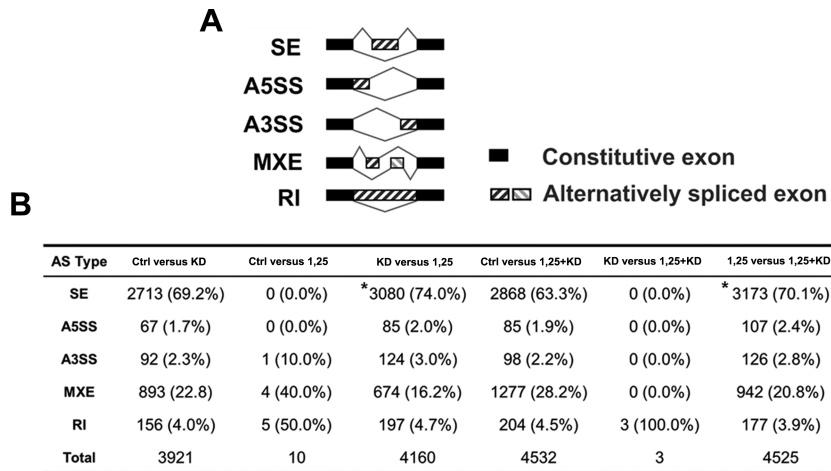 A
SE
A5SS
A3SS
MXE
RI
Constitutive exon
Alternatively spliced exon
B
AS Type Ctrl versus KD Ctrl versus 1,25 KD versus 1,25 Ctrl versus 1,25+KD KD versus 1,25+KD 1,25 versus 1,25+KD
SE 2713 (69.2%) 0 (0.0%) *3080 (74.0%) 2868 (63.3%) 0 (0.0%) *3173 (70.1%)
A5SS 67 (1.7%) 0 (0.0%) 85 (2.0%) 85 (1.9%) 0 (0.0%) 107 (2.4%)
A3SS 92 (2.3%) 1 (10.0%) 124 (3.0%) 98 (2.2%) 0 (0.0%) 126 (2.8%)
MXE 893 (22.8) 4 (40.0%) 674 (16.2%) 1277 (28.2%) 0 (0.0%) 942 (20.8%)
RI 156 (4.0%) 5 (50.0%) 197 (4.7%) 204 (4.5%) 3 (100.0%) 177 (3.9%)
Total 3921 10 4160 4532 3 4525